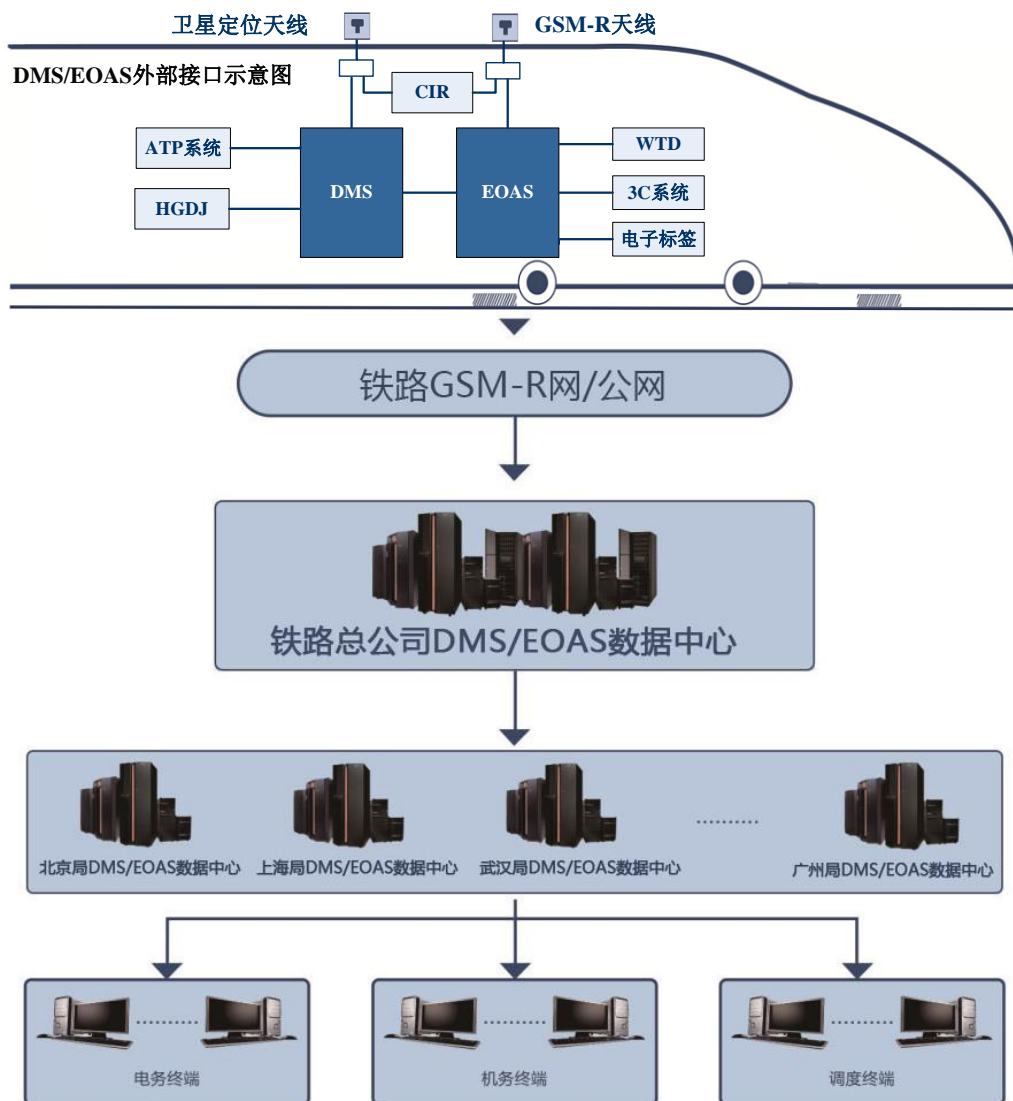 卫星定位天线
GSM-R天线
DMS/EOAS外部接口示意图
CIR
ATP系统
HGDJ
DMS
EOAS
WTD
3C系统
电子标签
铁路GSM-R网/公网
铁路总公司DMS/EOAS数据中心
............
北京局DMS/EOAS数据中心
上海局DMS/EOAS数据中心
武汉局DMS/EOAS数据中心
广州局DMS/EOAS数据中心
............
............
............
电务终端
机务终端
调度终端